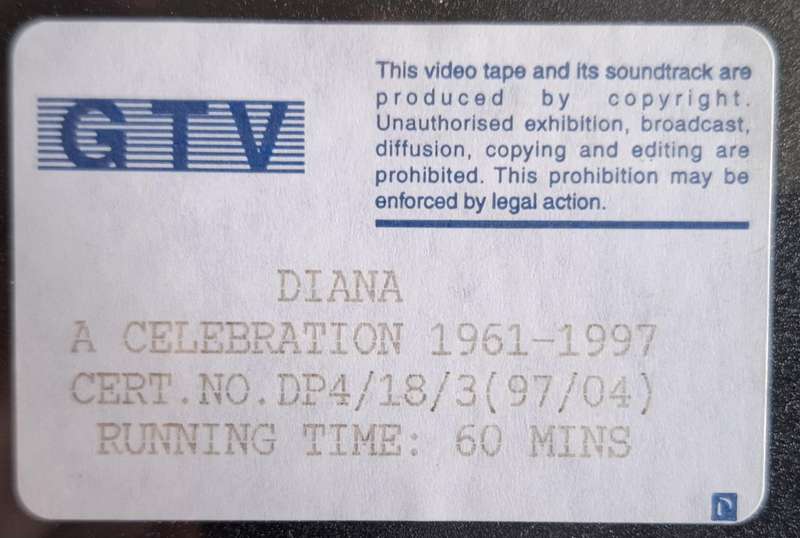 GTV
This video tape and its soundtrack are
produced by copyright.
Unauthorised exhibition, broadcast,
diffusion, copying and editing are
prohibited. This prohibition may be
enforced by legal action.
DIANA
A CELEBRATION 1961-1997
CERT.NO.DP4/18/3(97/04)
RUNNING TIME: 60 MINS